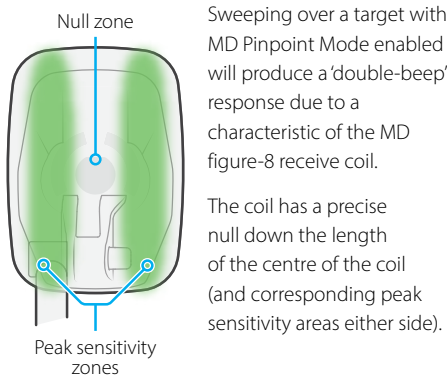 Null zone
Sweeping over a target with
MD Pinpoint Mode enabled
will produce a ‘double-beep’
response due to a
characteristic of the MD
figure-8 receive coil.
The coil has a precise
null down the length
of the centre of the coil
(and corresponding peak
sensitivity areas either side).
Peak sensitivity
zones